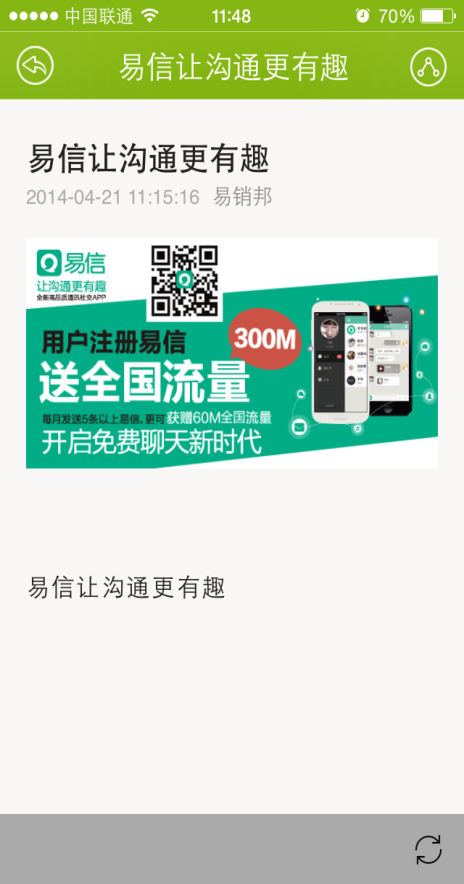 中国联通 11:48 70%
易信让沟通更有趣
易信让沟通更有趣
2014-04-21 11:15:16 易销邦
易信
让沟通更有趣
全新高品质通讯社交APP
用户注册易信
300M
送全国流量
每月发送5条以上易信,更可获赠60M全国流量
开启免费聊天新时代
易信让沟通更有趣